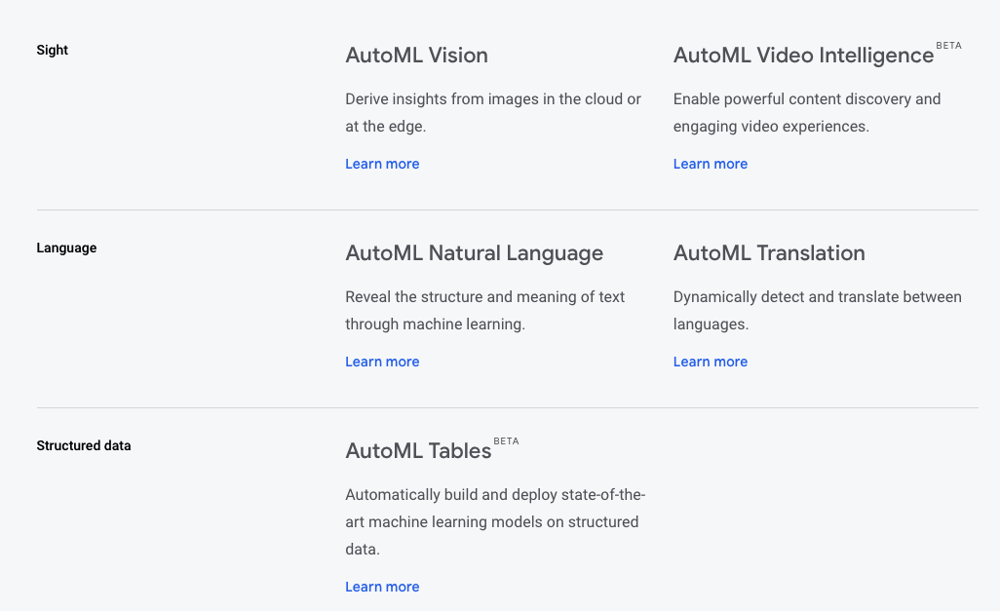 Sight
AutoML Vision
Derive insights from images in the cloud or
at the edge.
Learn more
AutoML Video Intelligence BETA
Enable powerful content discovery and
engaging video experiences.
Learn more
Language
AutoML Natural Language
Reveal the structure and meaning of text
through machine learning.
Learn more
AutoML Translation
Dynamically detect and translate between
languages.
Learn more
Structured data
AutoML Tables BETA
Automatically build and deploy state-of-the-
art machine learning models on structured
data.
Learn more